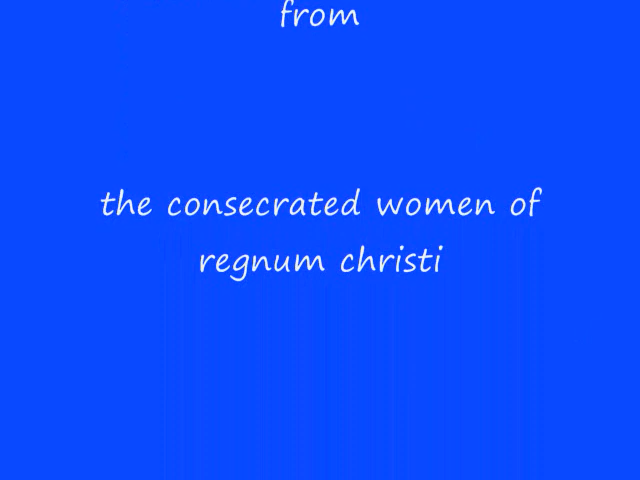 from
the consecrated women of
regnum christi